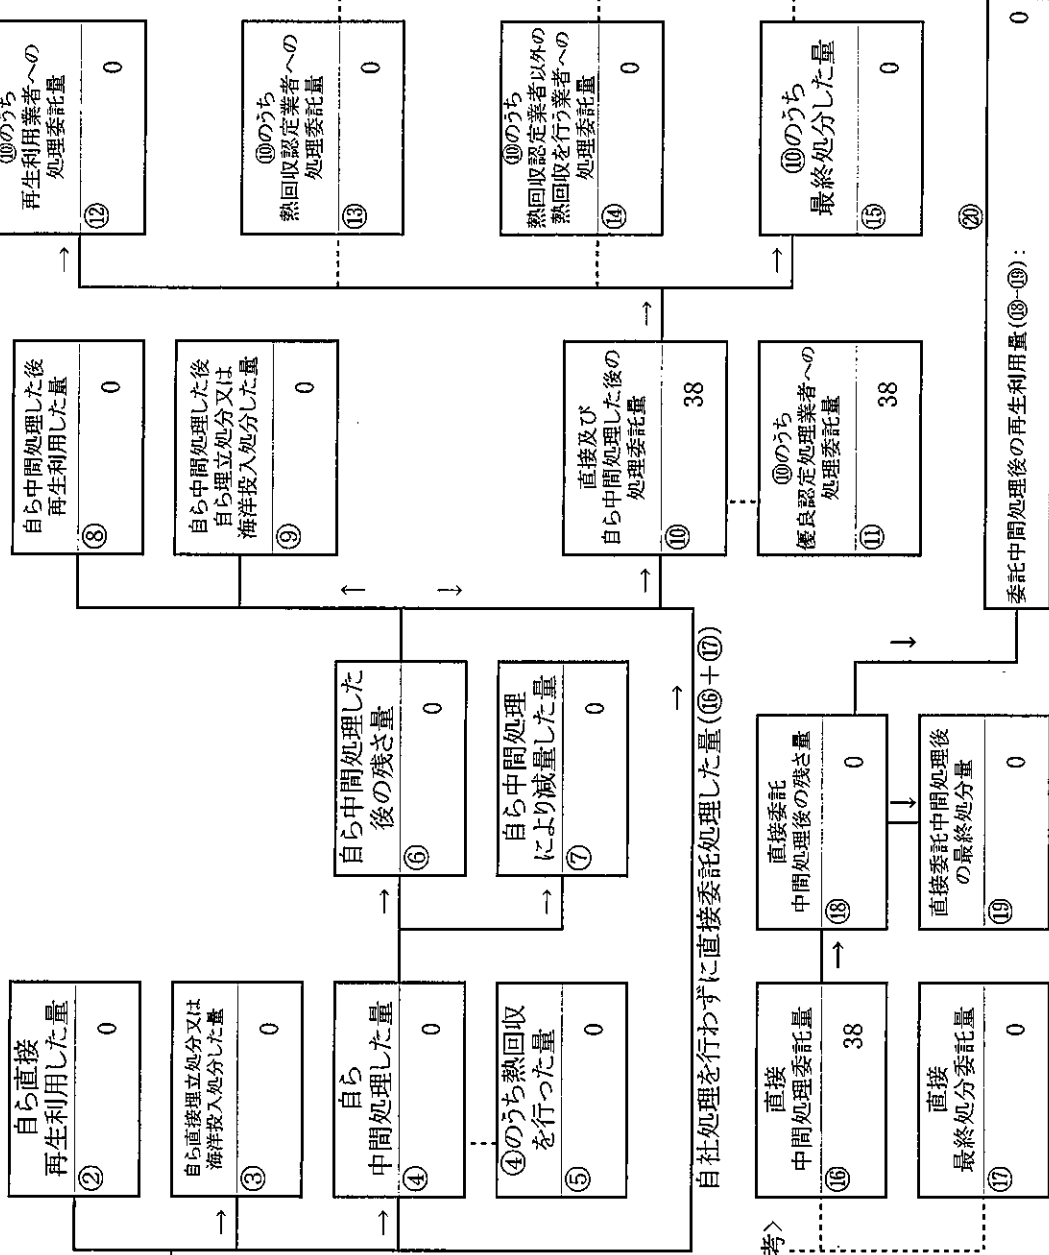 自ら直接
再生利用した量
②
0
自ら直接埋立処分又は
海洋投入処分した量
③
0
→
自ら
中間処理した量
④
0
→
④のうち熱回収
を行った量
⑤
0
自ら中間処理した
後の残さ量
⑥
0
→
自ら中間処理
により減量した量
⑦
0
→
自ら中間処理した後
再生利用した量
⑧
0
自ら中間処理した後
自ら埋立処分又は
海洋投入処分した量
⑨
0
↑
↓
直接及び
自ら中間処理した後の
処理委託量
⑩
38
→
⑩のうち
優良認定処理業者への
処理委託量
⑪
38
→
⑩のうち
再生利用業者への
処理委託量
⑫
0
→
⑩のうち
熱回収認定業者への
処理委託量
⑬
0
⑩のうち
熱回収認定業者以外の
熱回収を行う業者への
処理委託量
⑭
0
⑩のうち
最終処分した量
⑮
0
→
自社処理を行わずに直接委託処理した量(⑯+⑰)
→
考>
直接
中間処理委託量
⑯
38
→
直接
最終処分委託量
⑰
0
直接委託
中間処理後の残さ量
⑱
0
↓
直接委託中間処理後
の最終処分量
⑲
0
↓
⑳
委託中間処理後の再生利用量(⑱-⑲):
0